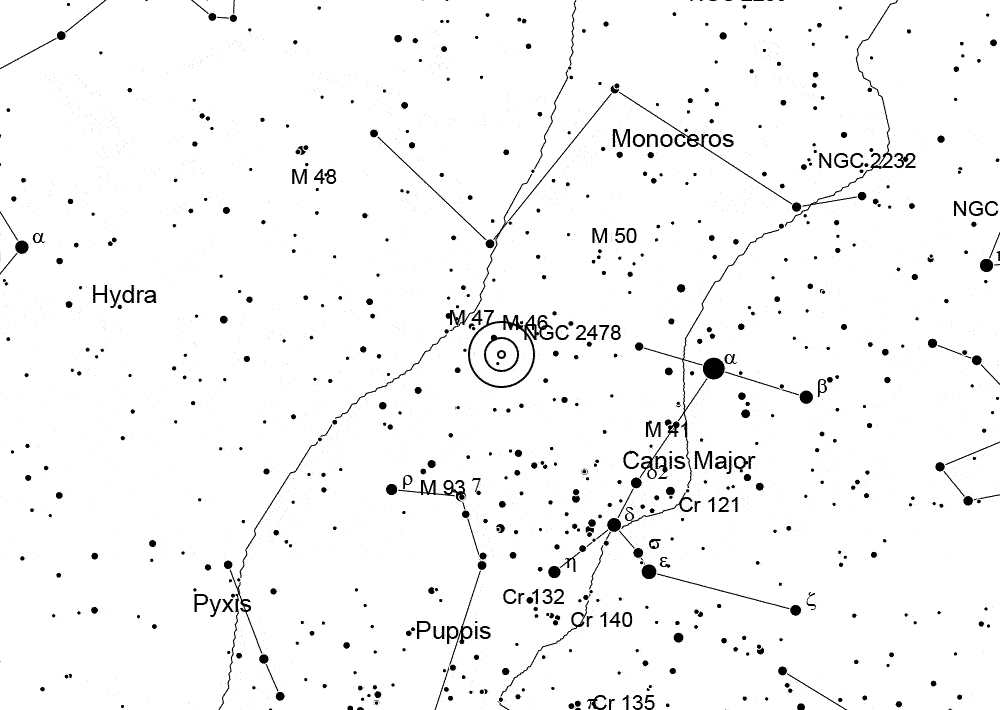 Monoceros
NGC 2232
M 48
NGC
α
M 50
Hydra
M 47
M 46
NGC 2478
α
β
M 41
Canis Major
ο2
ρ
M 93
Cr 121
δ
σ
η
ε
Cr 132
ζ
Pyxis
Cr 140
Puppis
π
Cr 135